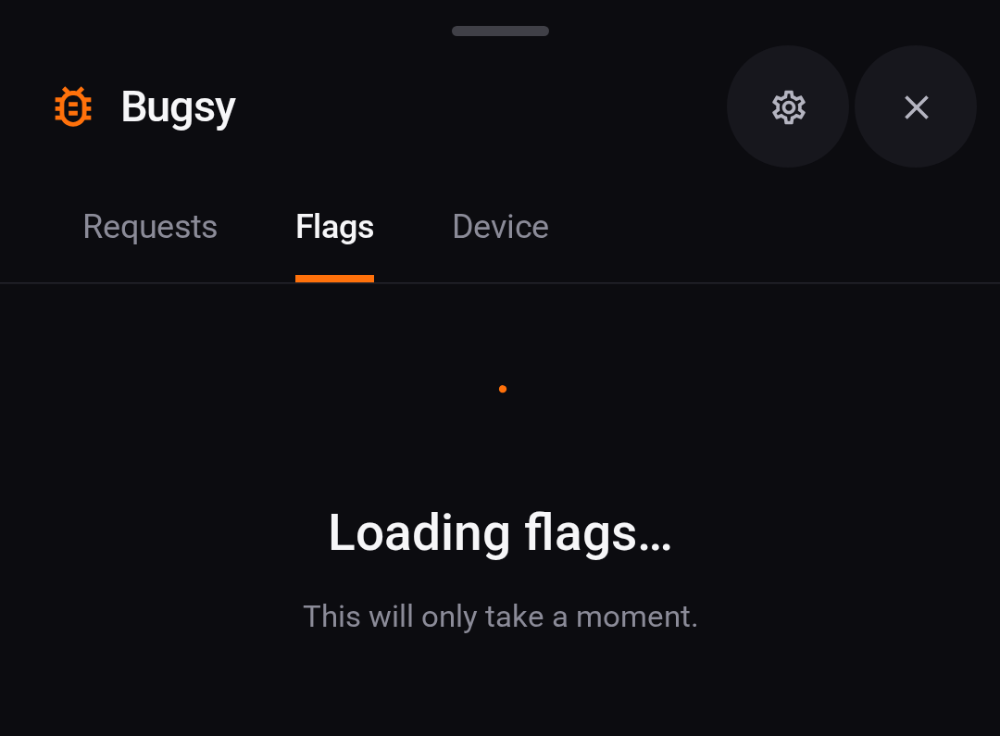 Bugsy
Requests Flags Device
Loading flags…
This will only take a moment.